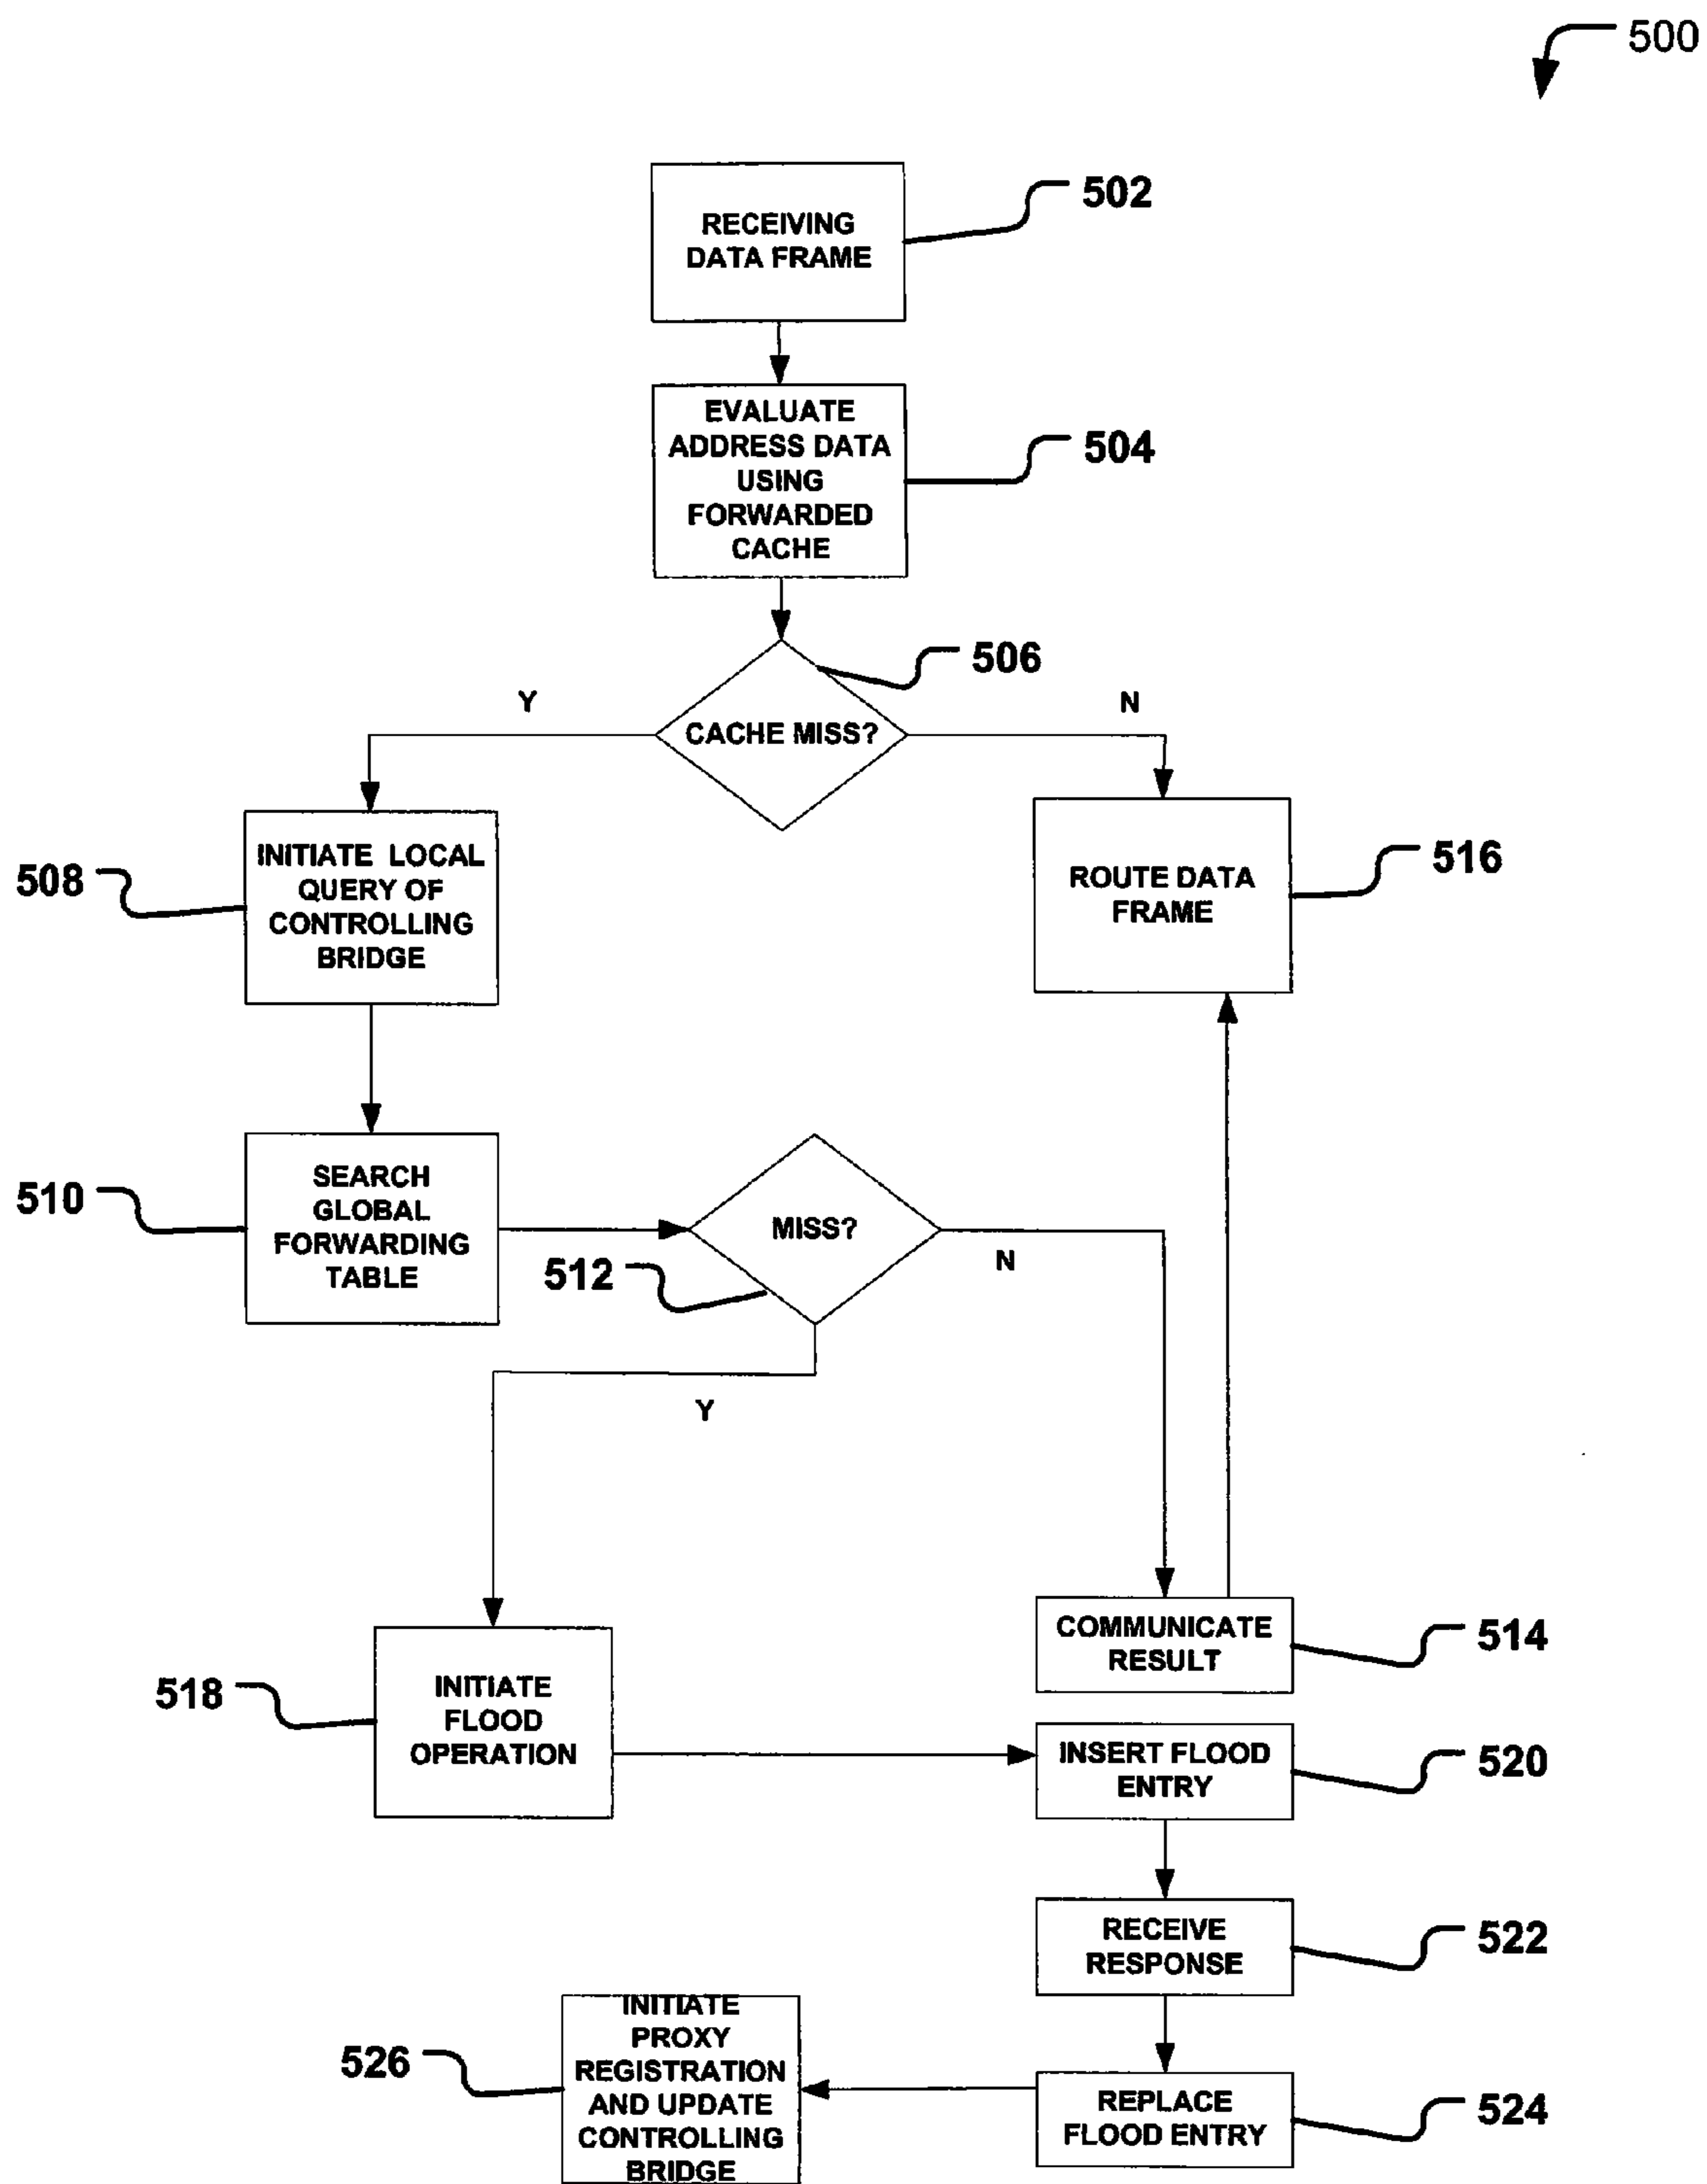 500
RECEIVING
DATA FRAME
502
EVALUATE
ADDRESS DATA
USING
FORWARDED
CACHE
504
506
Y
CACHE MISS?
N
508
INITIATE LOCAL
QUERY OF
CONTROLLING
BRIDGE
ROUTE DATA
FRAME
516
510
SEARCH
GLOBAL
FORWARDING
TABLE
MISS?
512
N
Y
COMMUNICATE
RESULT
514
518
INITIATE
FLOOD
OPERATION
INSERT FLOOD
ENTRY
520
RECEIVE
RESPONSE
522
526
INITIATE
PROXY
REGISTRATION
AND UPDATE
CONTROLLING
BRIDGE
REPLACE
FLOOD ENTRY
524